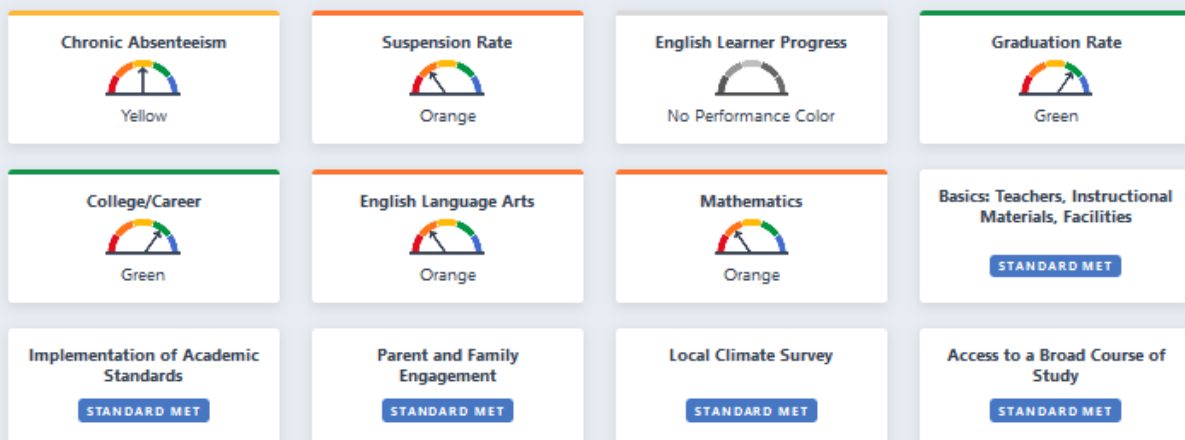 Chronic Absenteeism
Yellow
Suspension Rate
Orange
English Learner Progress
No Performance Color
Graduation Rate
Green
College/Career
Green
English Language Arts
Orange
Mathematics
Orange
Basics: Teachers, Instructional
Materials, Facilities
STANDARD MET
Implementation of Academic
Standards
STANDARD MET
Parent and Family
Engagement
STANDARD MET
Local Climate Survey
STANDARD MET
Access to a Broad Course of
Study
STANDARD MET